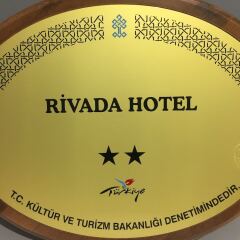 RİVADA HOTEL
Türkiye
T.C. KÜLTÜR VE TURİZM BAKANLIĞI DENETİMİNDEDİR.